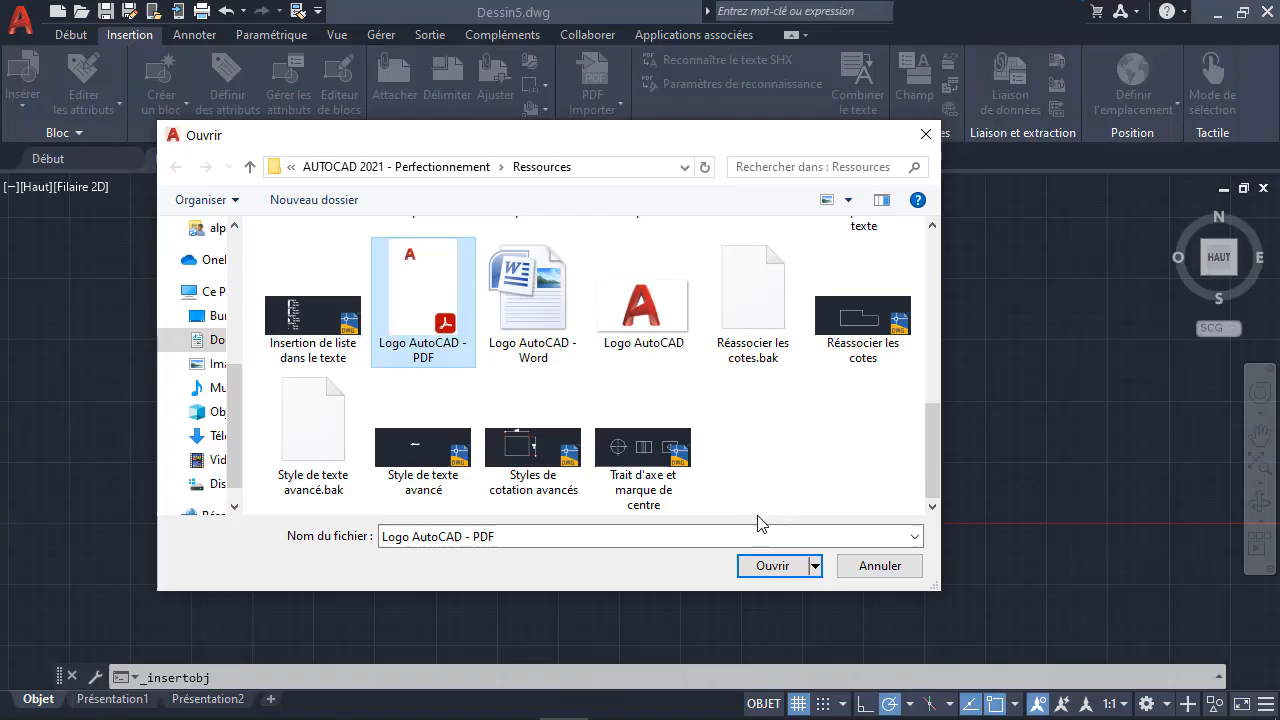 Dessin5.dwg
Entrez mot-clé ou expression
Début
Insertion
Annoter
Paramétrique
Vue
Gérer
Sortie
Compléments
Collaborer
Applications associées
Insérer
Editer
les attributs
Créer
un bloc
Définir
des attributs
Gérer les
attributs
Editeur
de blocs
Attacher
Délimiter
Ajuster
PDF
Importer
Reconnaître le texte SHX
Paramètres de reconnaissance
Combiner
le texte
Champ
Liaison
de données
Définir
l'emplacement
Mode de
sélection
Bloc
Liaison et extraction
Position
Tactile
Début
[−][Haut][Filaire 2D]
Ouvrir
AUTOCAD 2021 - Perfectionnement
Ressources
Rechercher dans : Ressources
Organiser
Nouveau dossier
texte
alp
Onel
Ce P
Insertion de liste
dans le texte
Logo AutoCAD -
PDF
Logo AutoCAD -
Word
Logo AutoCAD
Réassocier les
cotes.bak
Réassocier les
cotes
Style de texte
avancé.bak
Style de texte
avancé
Styles de
cotation avancés
Trait d'axe et
marque de
centre
Nom du fichier :
Logo AutoCAD - PDF
Ouvrir
Annuler
N
O
HAUT
E
S
SCG
_insertobj
Objet
Présentation1
Présentation2
OBJET
1:1